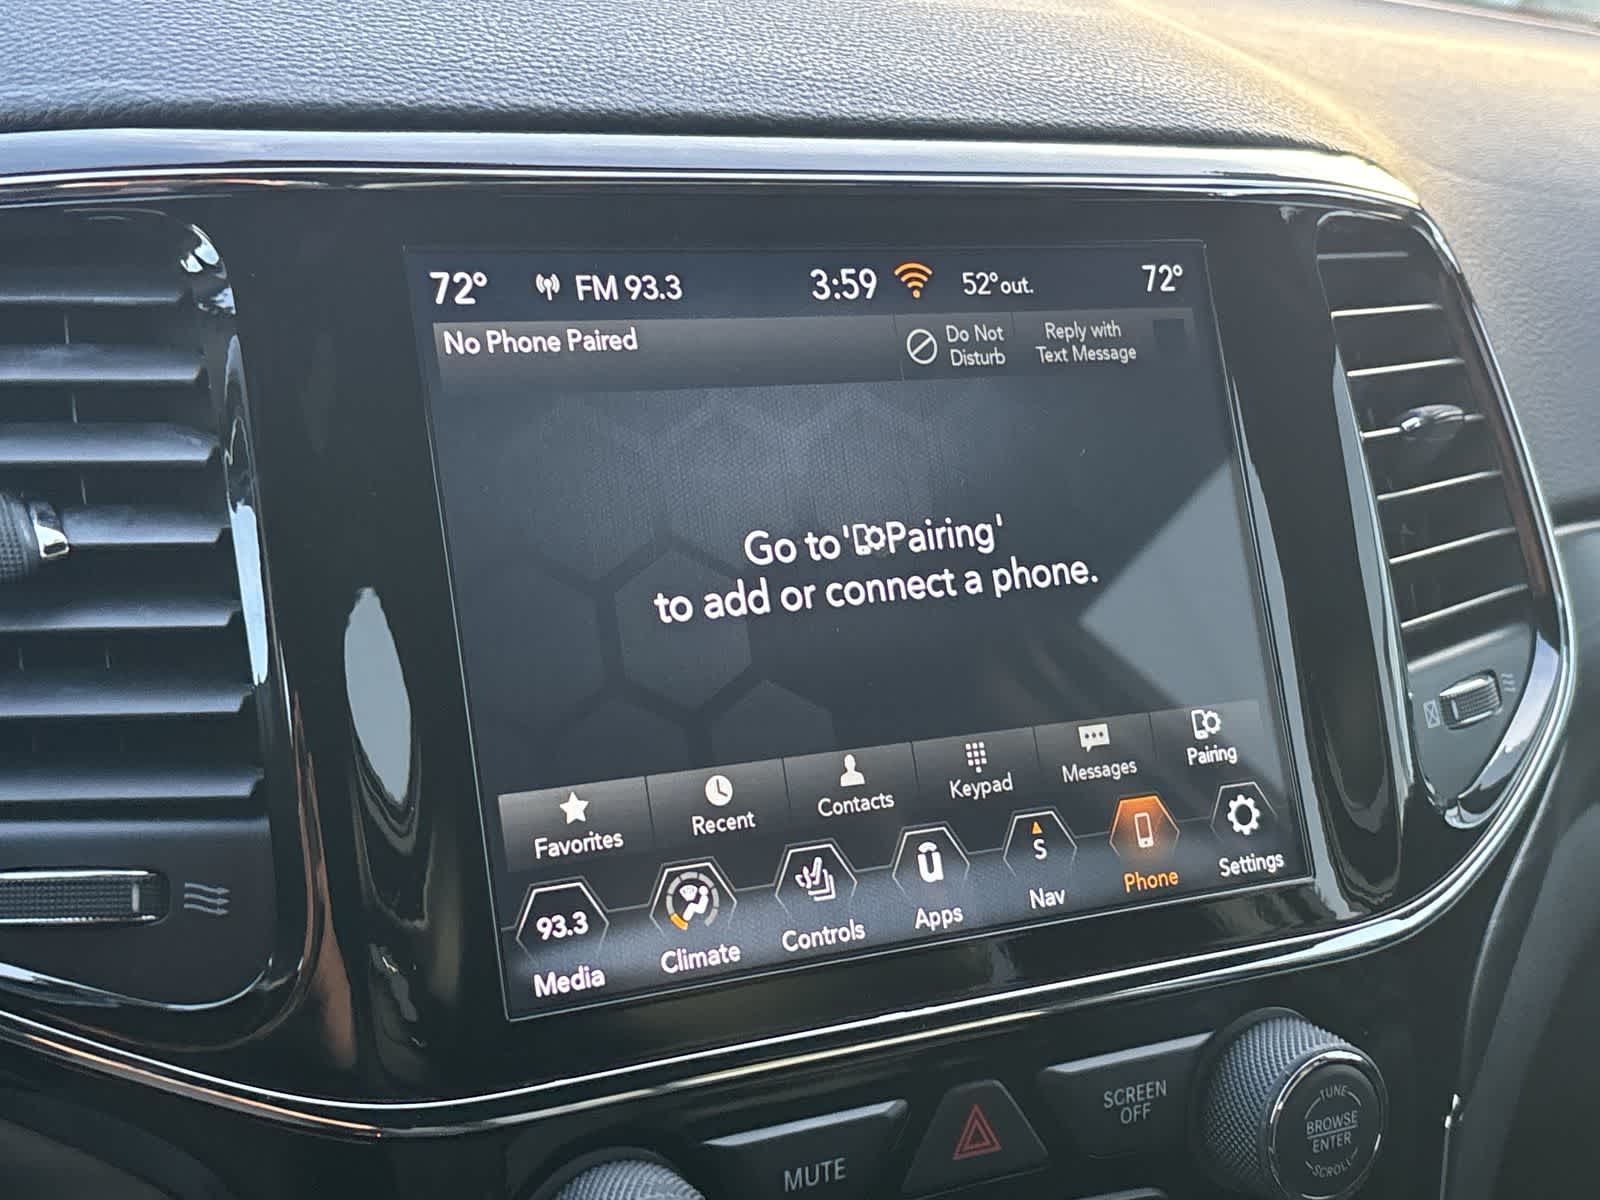 72° FM 93.3 3:59 52°out. 72°
No Phone Paired
Do Not
Disturb
Reply with
Text Message
Go to 'Pairing'
to add or connect a phone.
Favorites Recent Contacts Keypad Messages Pairing
93.3 S
Media Climate Controls Apps Nav Phone Settings
MUTE
SCREEN
OFF
TUNE
BROWSE
ENTER
SCROLL